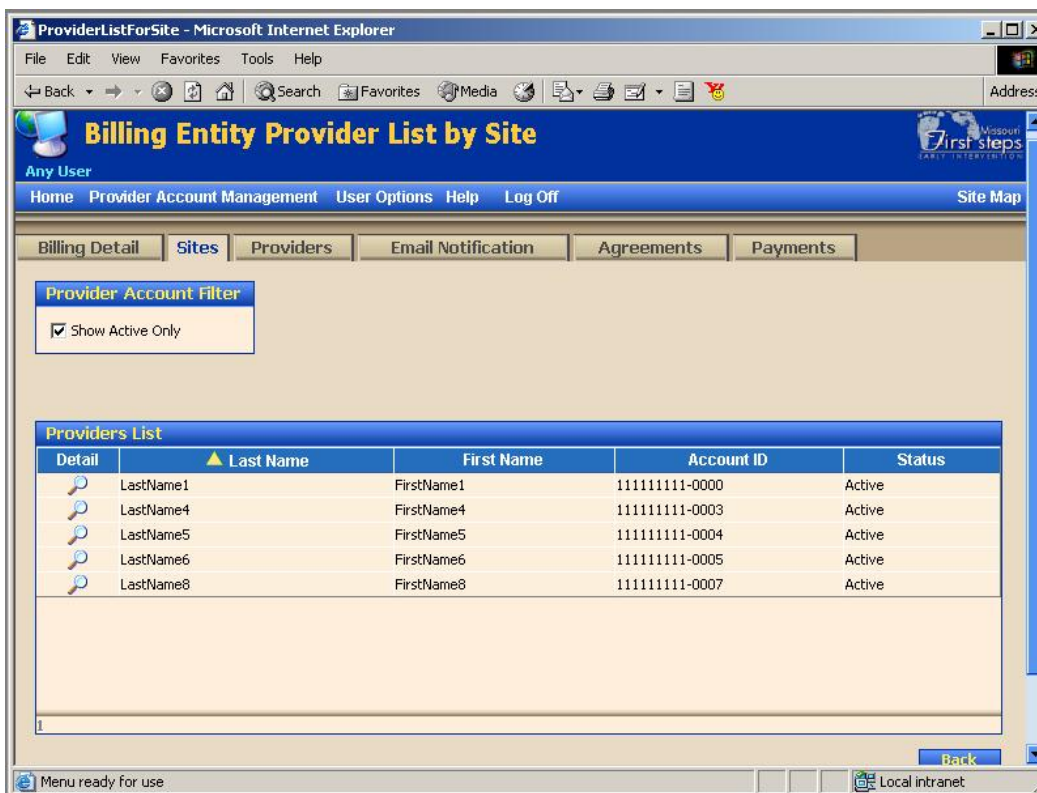 ProviderListForSite - Microsoft Internet Explorer
File Edit View Favorites Tools Help
Back Search Favorites Media Address
Billing Entity Provider List by Site
Missouri
First steps
EARLY INTERVENTION
Any User
Home Provider Account Management User Options Help Log Off Site Map
Billing Detail Sites Providers Email Notification Agreements Payments
Provider Account Filter
Show Active Only
Providers List
Detail Last Name First Name Account ID Status
LastName1 FirstName1 111111111-0000 Active
LastName4 FirstName4 111111111-0003 Active
LastName5 FirstName5 111111111-0004 Active
LastName6 FirstName6 111111111-0005 Active
LastName8 FirstName8 111111111-0007 Active
1
Back
Menu ready for use Local intranet